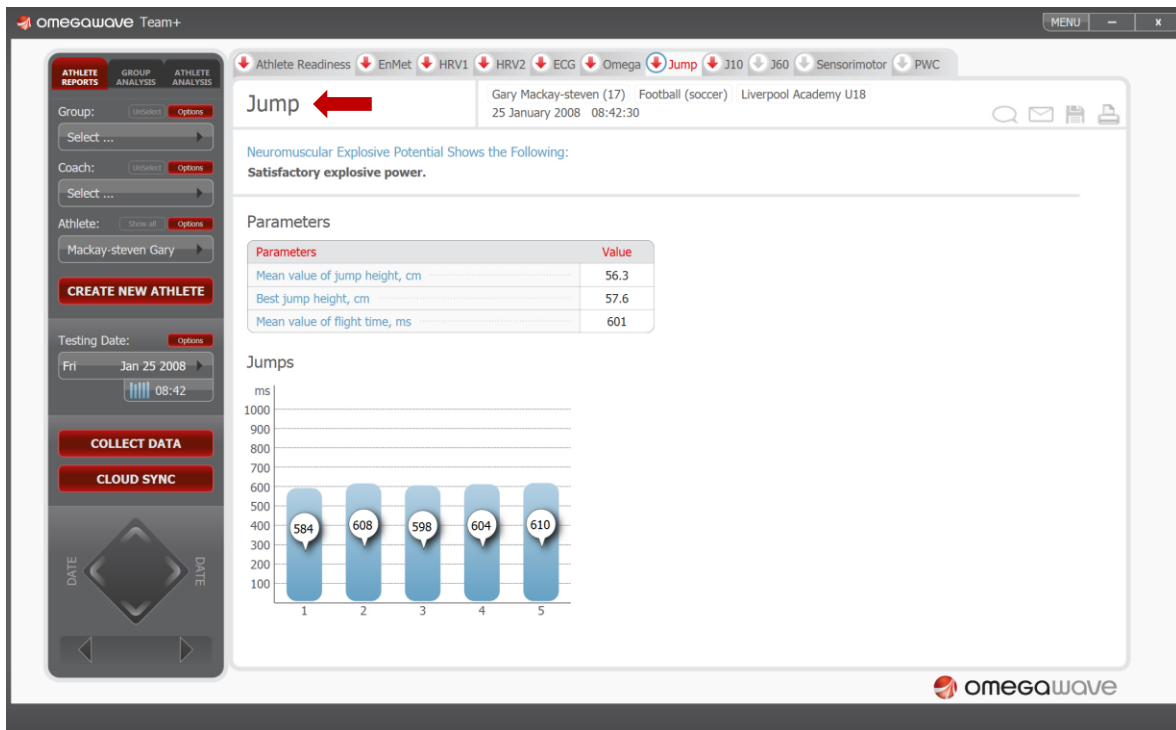 omegawave Team+
MENU – x
ATHLETE REPORTS
GROUP ANALYSIS
ATHLETE ANALYSIS
Group: UnSelect Options
Select ...
Coach: UnSelect Options
Select ...
Athlete: Show all Options
Mackay-steven Gary
CREATE NEW ATHLETE
Testing Date: Options
Fri Jan 25 2008
08:42
COLLECT DATA
CLOUD SYNC
DATE
DATE
Athlete Readiness EnMet HRV1 HRV2 ECG Omega Jump J10 J60 Sensorimotor PWC
Jump
Gary Mackay-steven (17) Football (soccer) Liverpool Academy U18
25 January 2008 08:42:30
Neuromuscular Explosive Potential Shows the Following:
Satisfactory explosive power.
Parameters
Parameters Value
Mean value of jump height, cm 56.3
Best jump height, cm 57.6
Mean value of flight time, ms 601
Jumps
ms
1000
900
800
700
600
500
400
300
200
100
584 608 598 604 610
1 2 3 4 5
omegawave